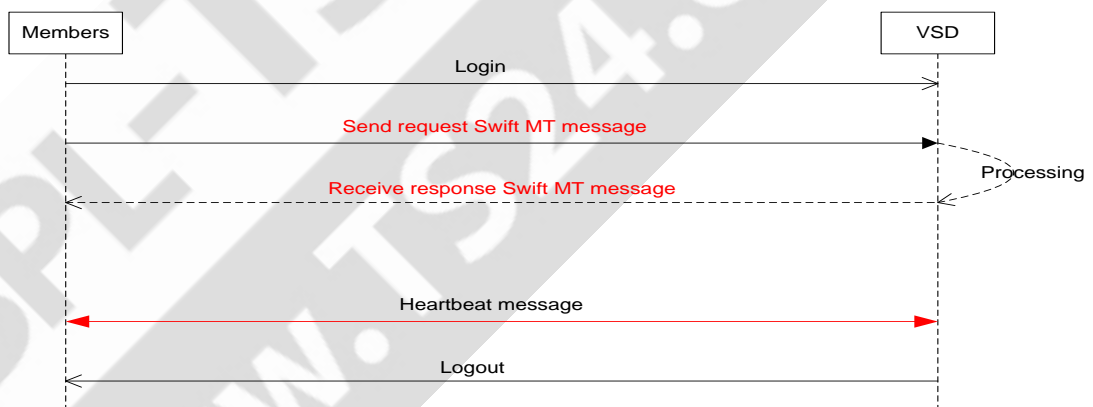 Members
VSD
Login
Send request Swift MT message
Processing
Receive response Swift MT message
Heartbeat message
Logout